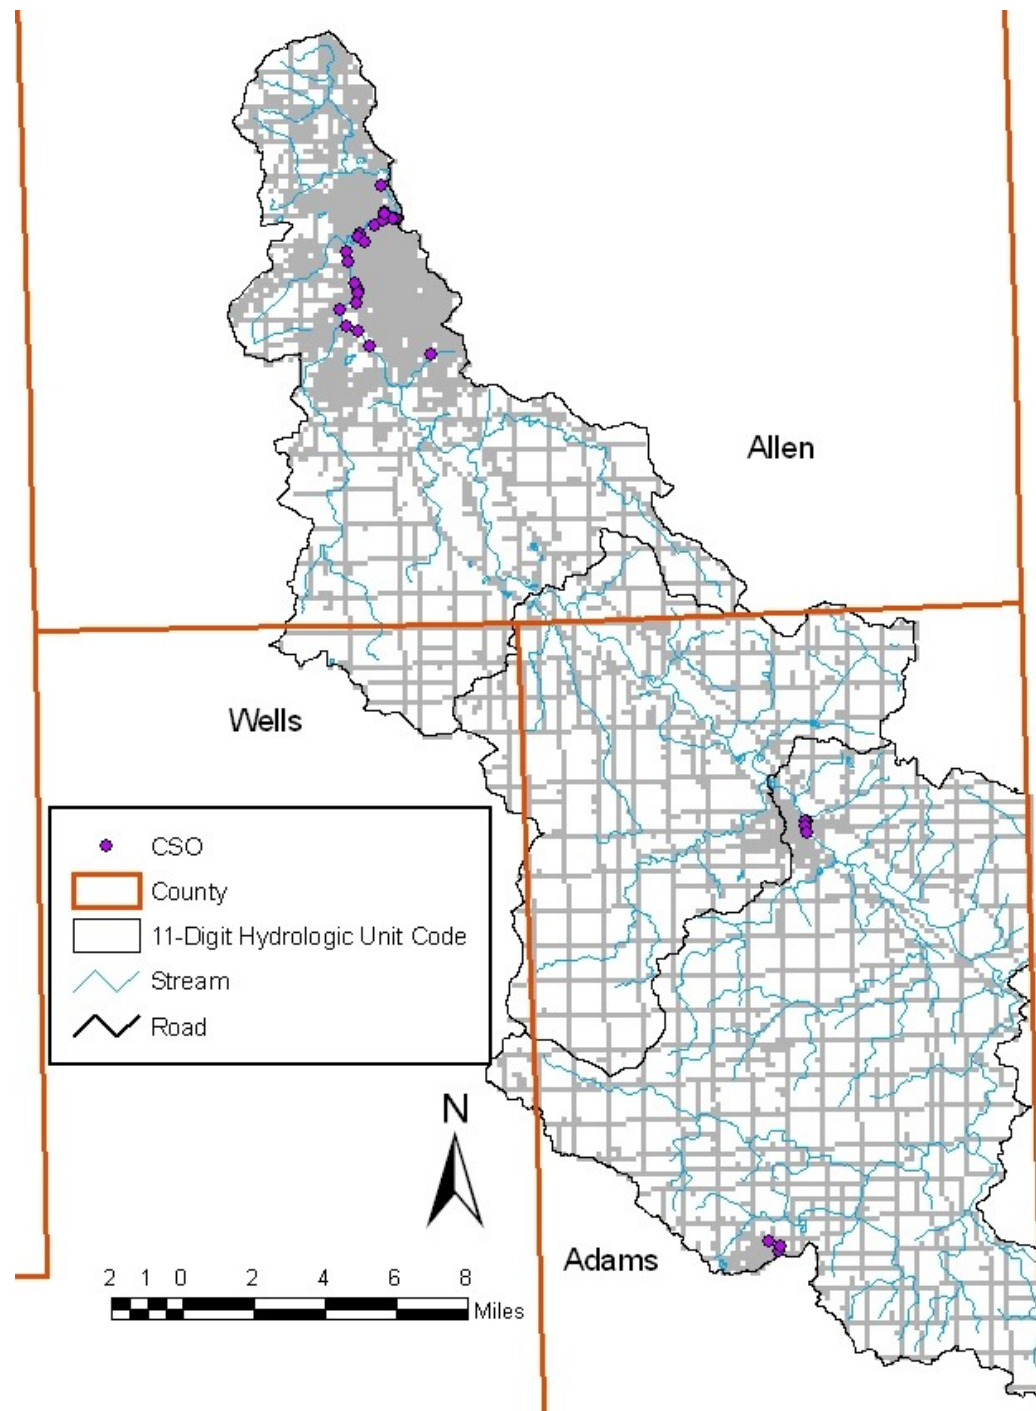 Allen
Wells
CSO
County
11-Digit Hydrologic Unit Code
Stream
Road
N
Adams
2 1 0 2 4 6 8
Miles